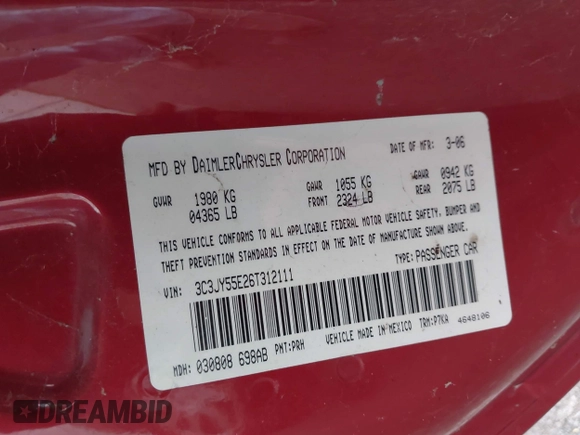 MFD BY DAIMLERCHRYSLER CORPORATION DATE OF MFR: 3-06
GVWR 1980 KG GAWR 1055 KG GAWR 0942 KG
04365 LB FRONT 2324 LB REAR 2075 LB
THIS VEHICLE CONFORMS TO ALL APPLICABLE FEDERAL MOTOR VEHICLE SAFETY, BUMPER AND
THEFT PREVENTION STANDARDS IN EFFECT ON THE DATE OF MANUFACTURE SHOWN ABOVE.
VIN: 3C3JY55E26T312111 TYPE: PASSENGER CAR
MDH: 030808 698AB PNT: PRH VEHICLE MADE IN MEXICO TRM: P7KA 4648106
DREAMBID